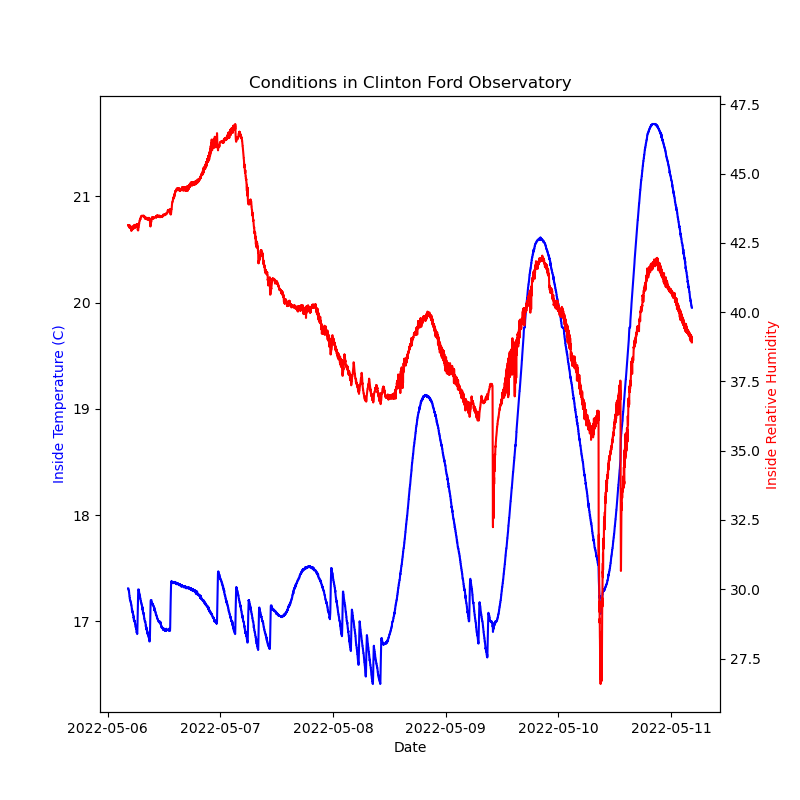 Conditions in Clinton Ford Observatory
47.5
45.0
42.5
40.0
37.5
35.0
32.5
30.0
27.5
Inside Relative Humidity
21
20
19
18
17
Inside Temperature (C)
2022-05-06 2022-05-07 2022-05-08 2022-05-09 2022-05-10 2022-05-11
Date